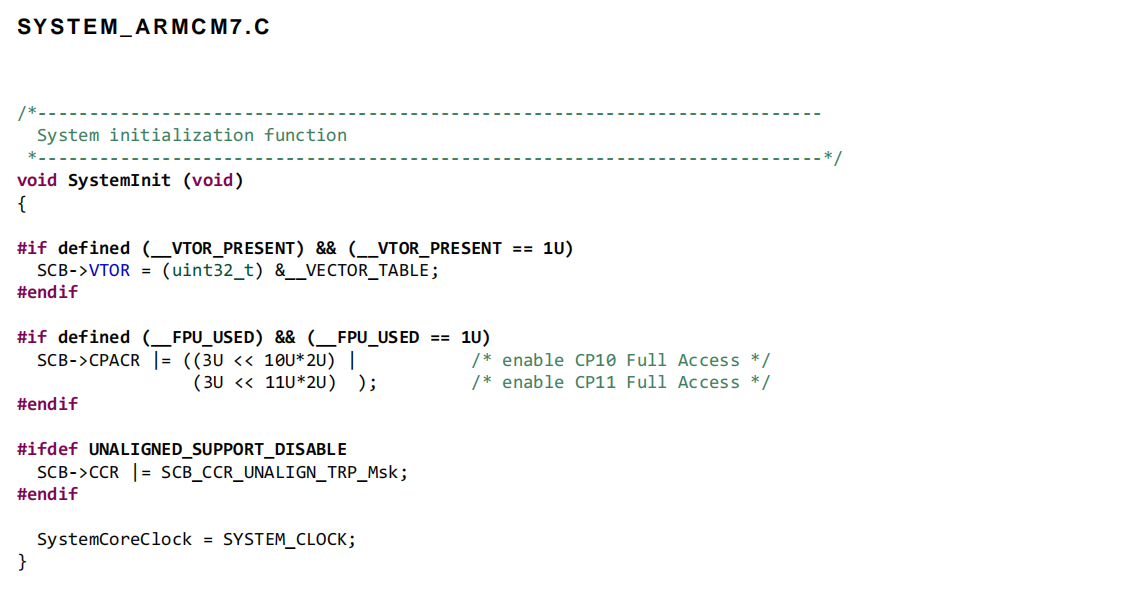 SYSTEM_ARMCM7.C
/*----------------------------------------------------------------------------
  System initialization function
 *----------------------------------------------------------------------------*/
void SystemInit (void)
{
#if defined (__VTOR_PRESENT) && (__VTOR_PRESENT == 1U)
  SCB->VTOR = (uint32_t) &__VECTOR_TABLE;
#endif
#if defined (__FPU_USED) && (__FPU_USED == 1U)
  SCB->CPACR |= ((3U << 10U*2U) |           /* enable CP10 Full Access */
                 (3U << 11U*2U)  );         /* enable CP11 Full Access */
#endif
#ifdef UNALIGNED_SUPPORT_DISABLE
  SCB->CCR |= SCB_CCR_UNALIGN_TRP_Msk;
#endif
  SystemCoreClock = SYSTEM_CLOCK;
}